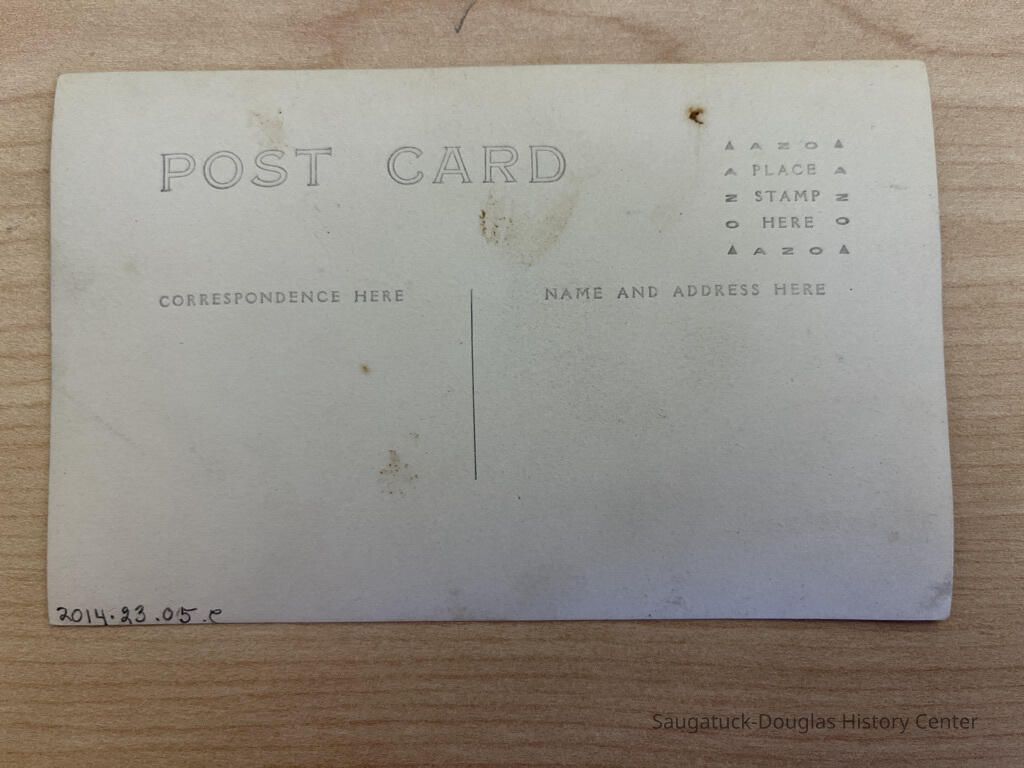 POST CARD
▲ AZO ▲
A PLACE A
Z STAMP Z
O HERE O
▲ AZO ▲
CORRESPONDENCE HERE
NAME AND ADDRESS HERE
2014.23.05.e
Saugatuck-Douglas History Center